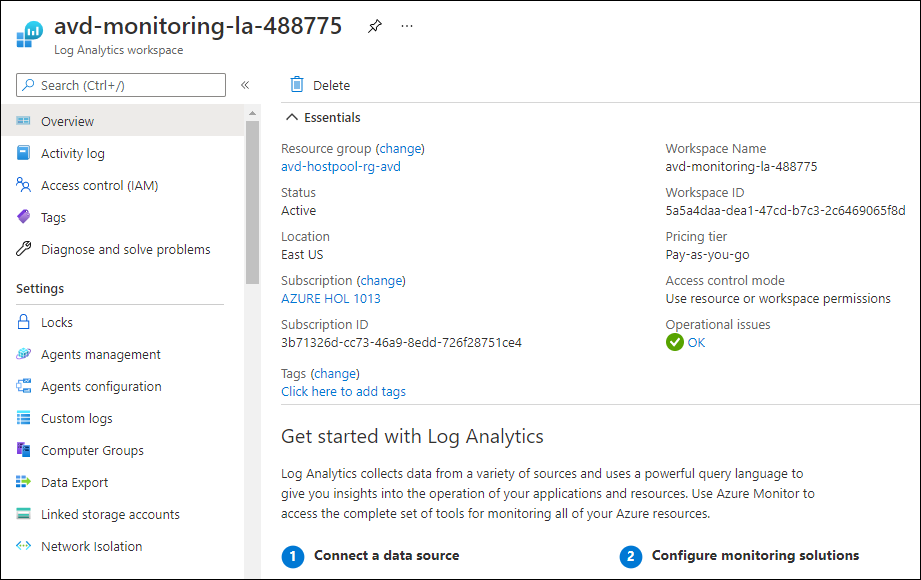 avd-monitoring-la-488775
Log Analytics workspace
Search (Ctrl+/)
Overview
Activity log
Access control (IAM)
Tags
Diagnose and solve problems
Settings
Locks
Agents management
Agents configuration
Custom logs
Computer Groups
Data Export
Linked storage accounts
Network Isolation
Delete
Essentials
Resource group (change)
avd-hostpool-rg-avd
Status
Active
Location
East US
Subscription (change)
AZURE HOL 1013
Subscription ID
3b71326d-cc73-46a9-8edd-726f28751ce4
Tags (change)
Click here to add tags
Workspace Name
avd-monitoring-la-488775
Workspace ID
5a5a4daa-dea1-47cd-b7c3-2c6469065f8d
Pricing tier
Pay-as-you-go
Access control mode
Use resource or workspace permissions
Operational issues
OK
Get started with Log Analytics
Log Analytics collects data from a variety of sources and uses a powerful query language to
give you insights into the operation of your applications and resources. Use Azure Monitor to
access the complete set of tools for monitoring all of your Azure resources.
1 Connect a data source
2 Configure monitoring solutions